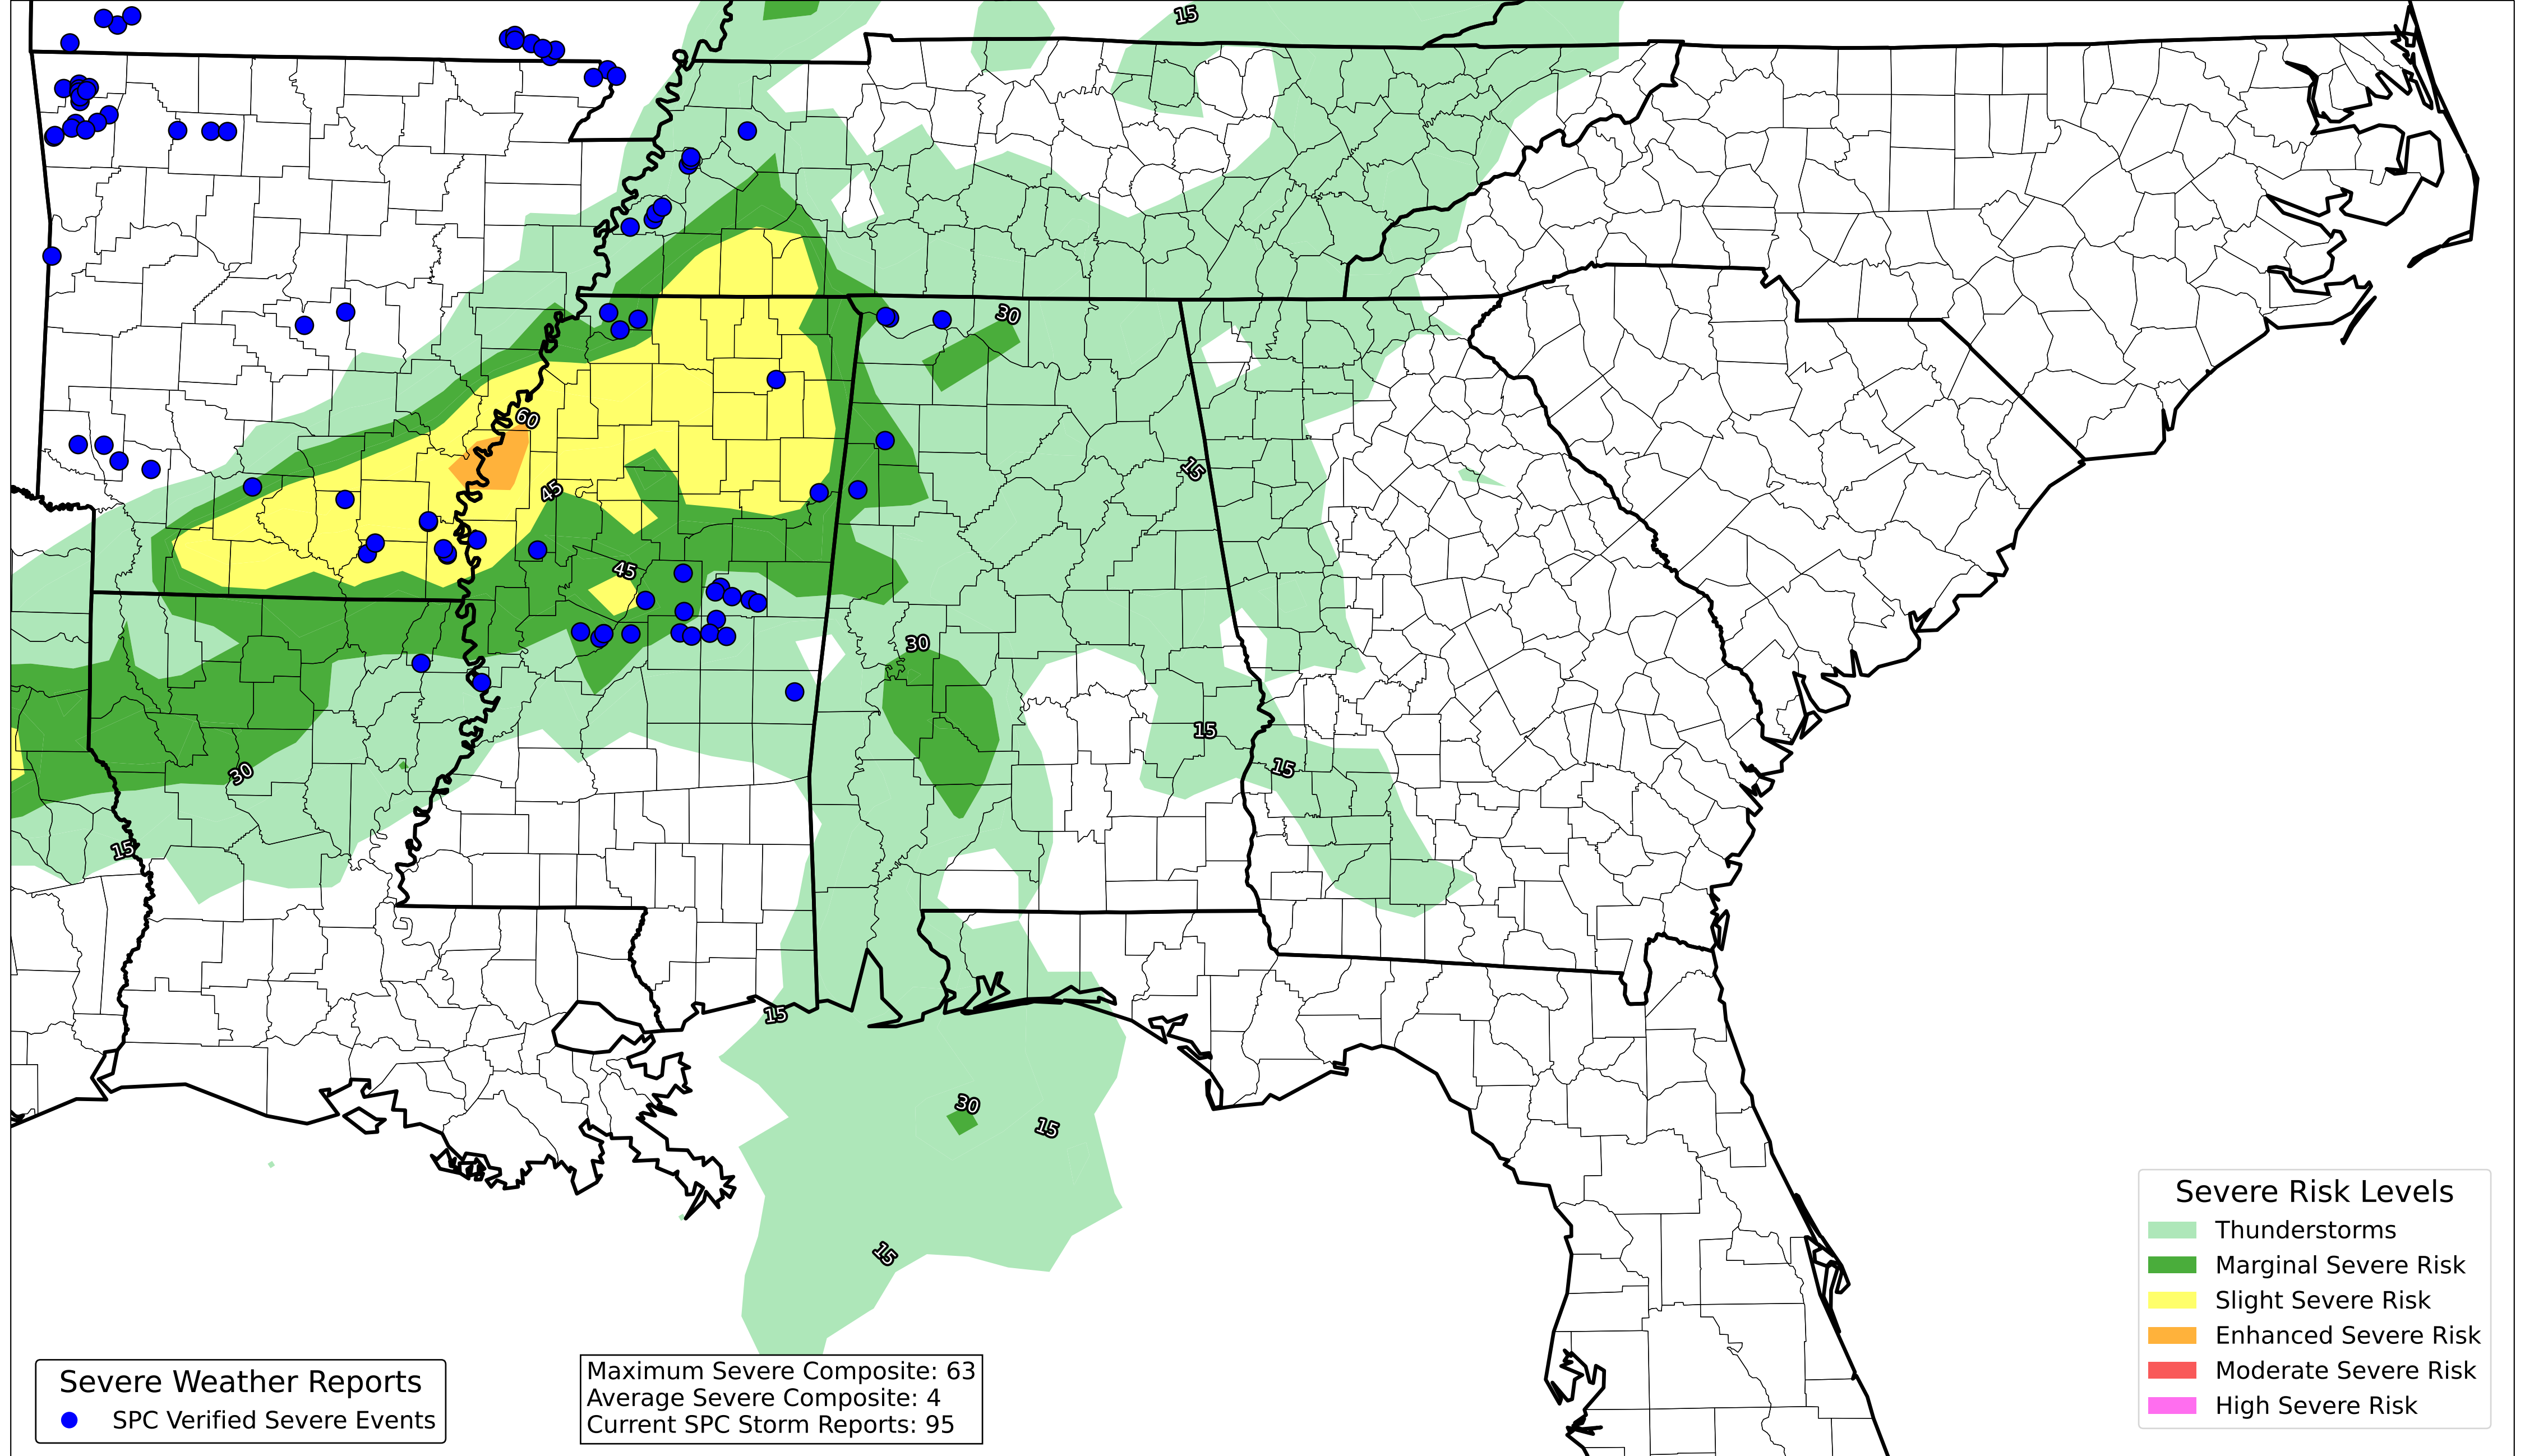 15
30
60
15
45
45
30
15
15
30
15
15
30
15
15
Severe Risk Levels
Thunderstorms
Marginal Severe Risk
Slight Severe Risk
Enhanced Severe Risk
Moderate Severe Risk
High Severe Risk
Severe Weather Reports
SPC Verified Severe Events
Maximum Severe Composite: 63
Average Severe Composite: 4
Current SPC Storm Reports: 95